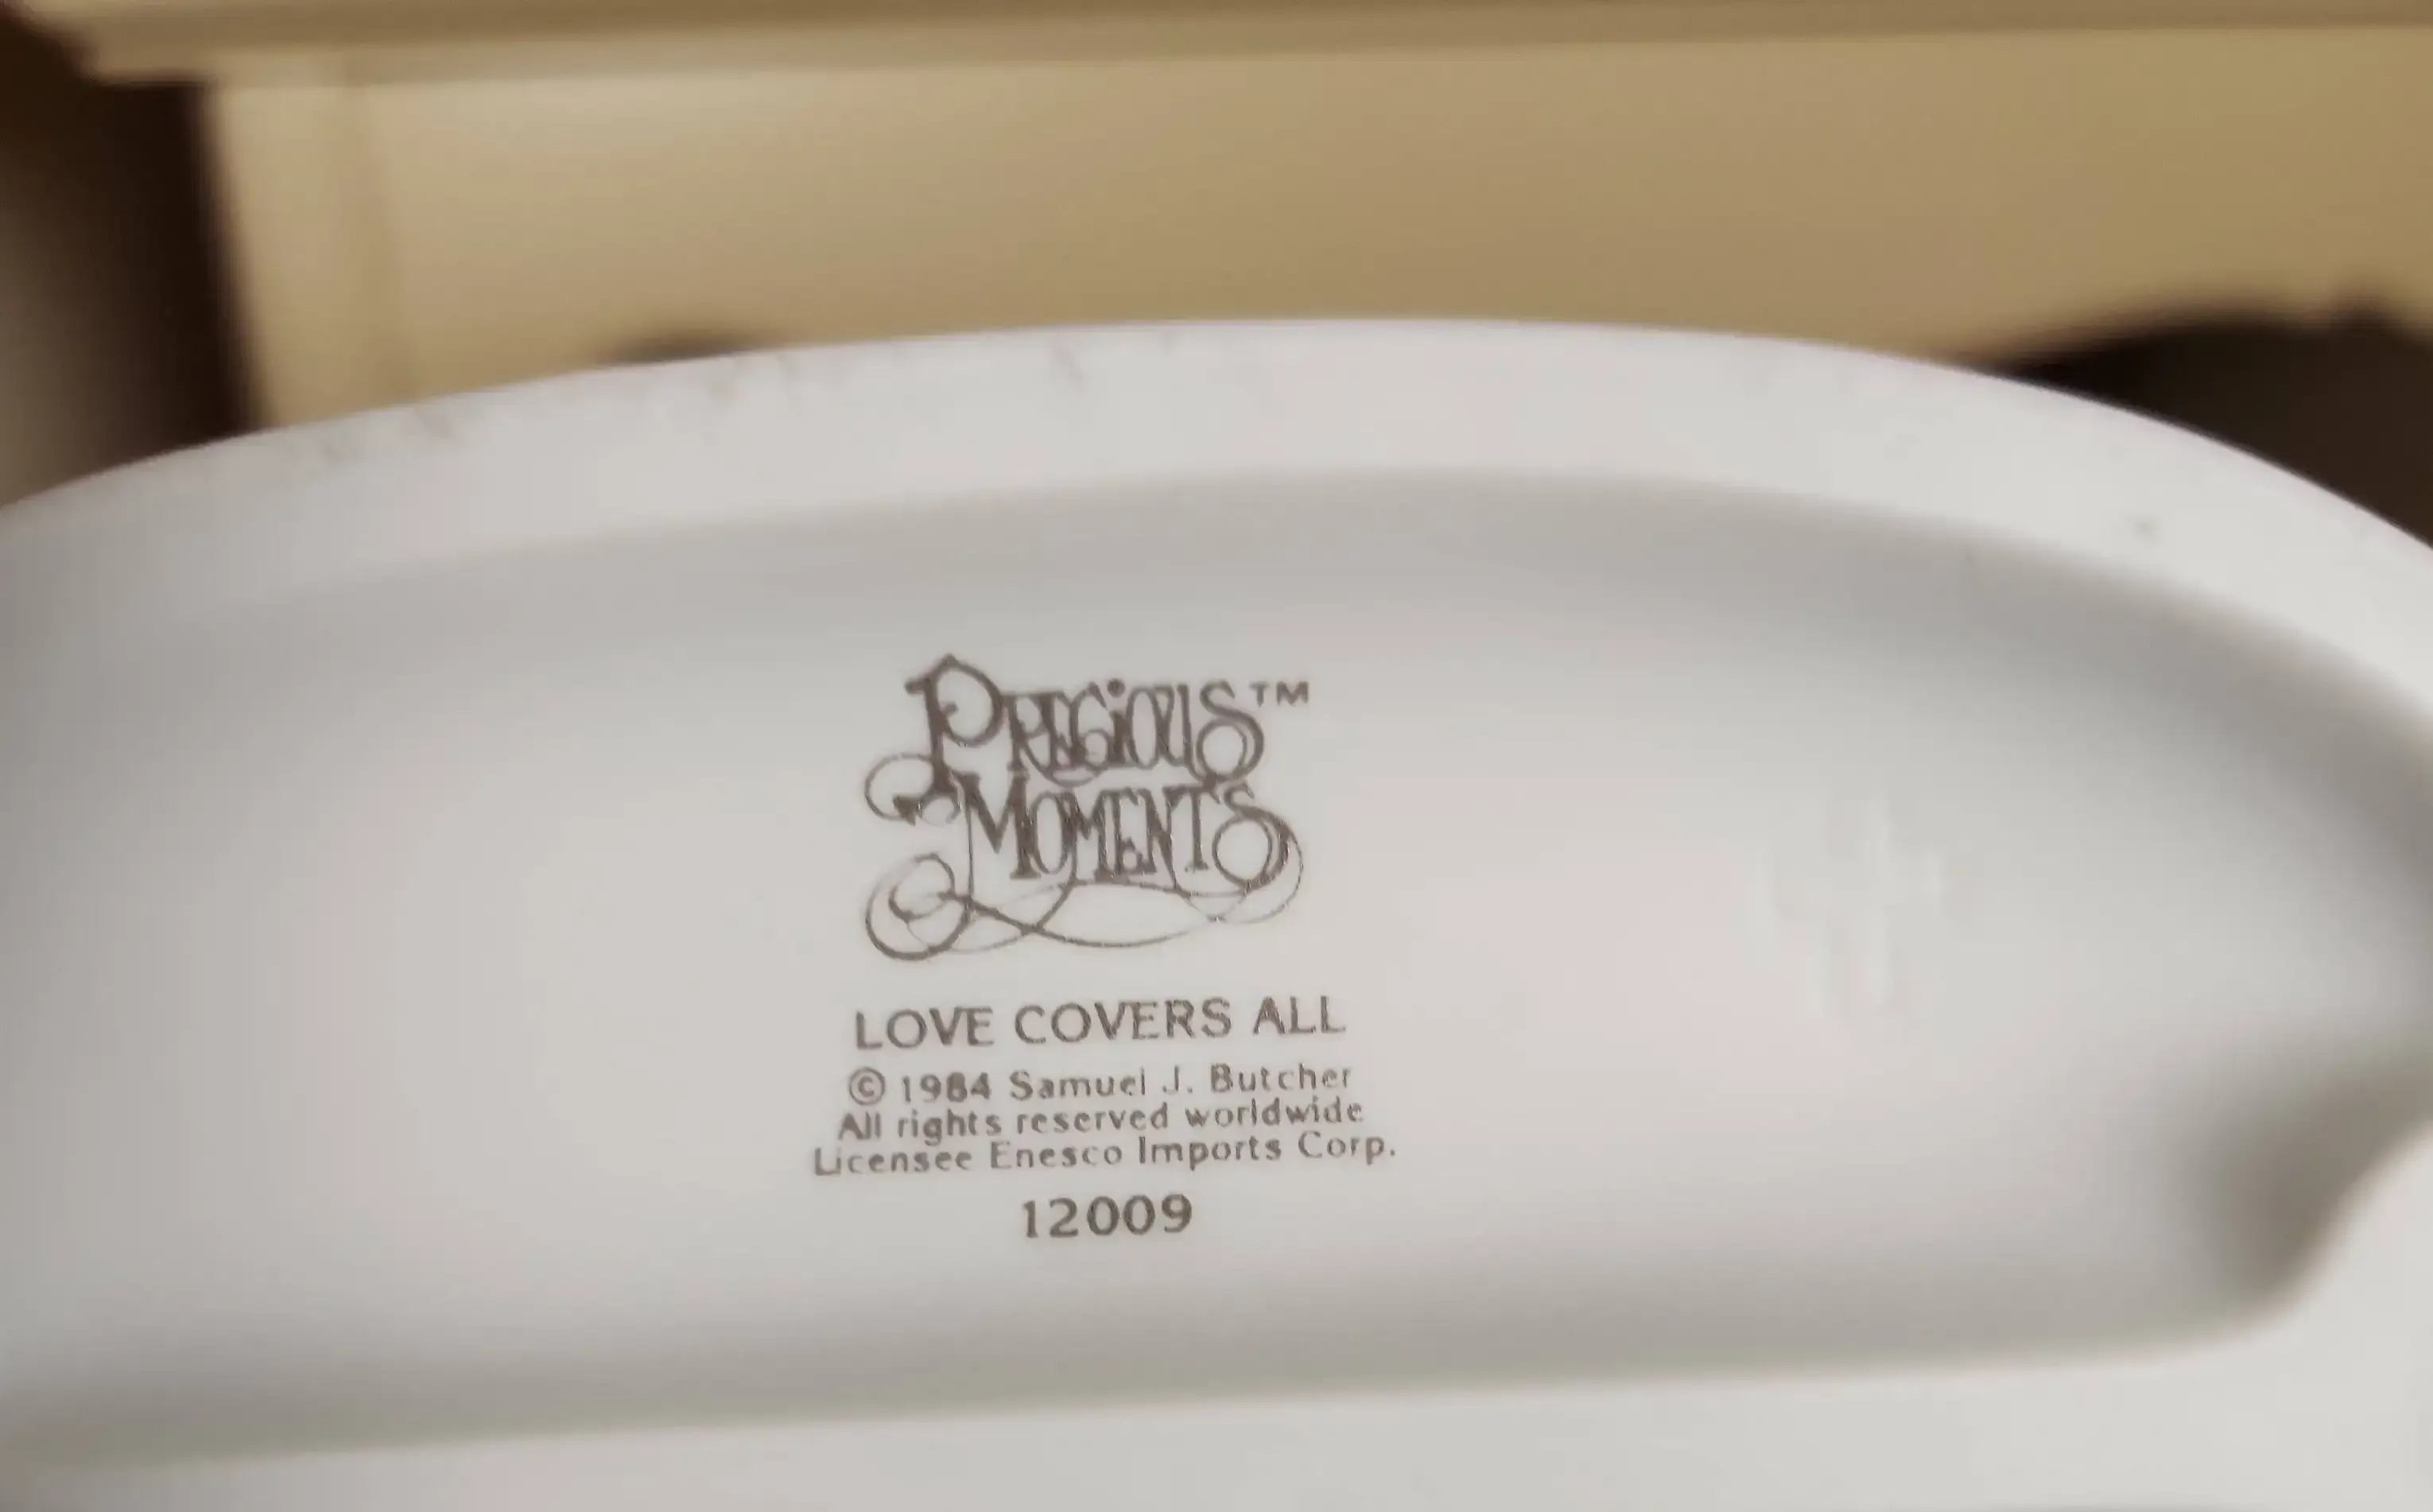 PRECIOUS™
MOMENTS
LOVE COVERS ALL
© 1984 Samuel J. Butcher
All rights reserved worldwide
Licensee Enesco Imports Corp.
12009